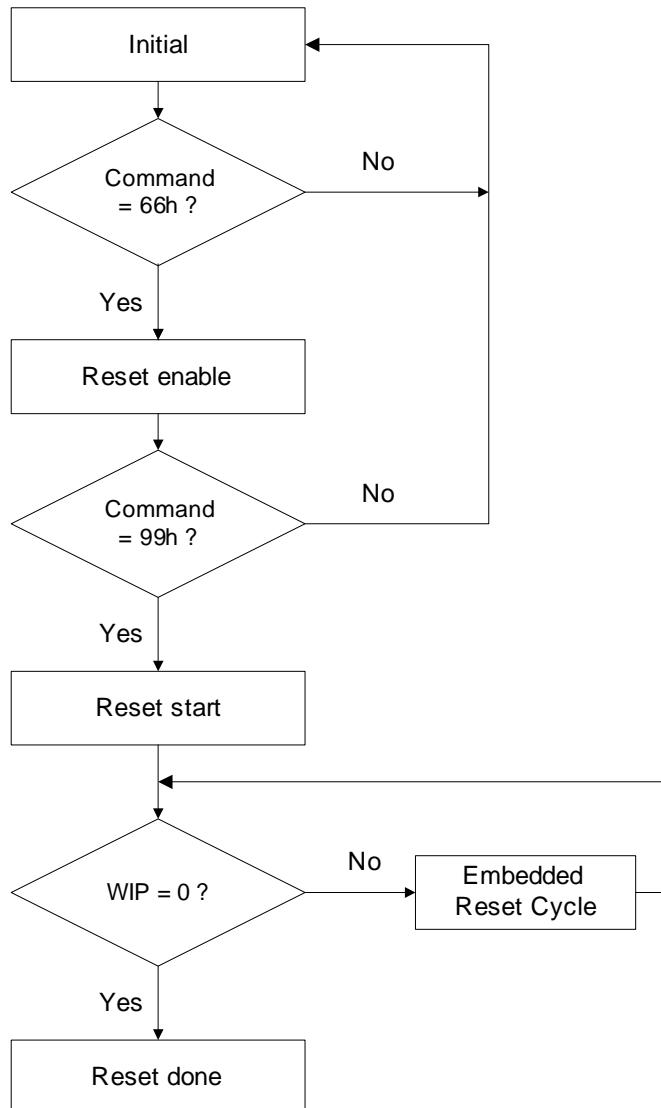 Initial
Command
= 66h ?
No
Yes
Reset enable
Command
= 99h ?
No
Yes
Reset start
WIP = 0 ?
No
Embedded
Reset Cycle
Yes
Reset done